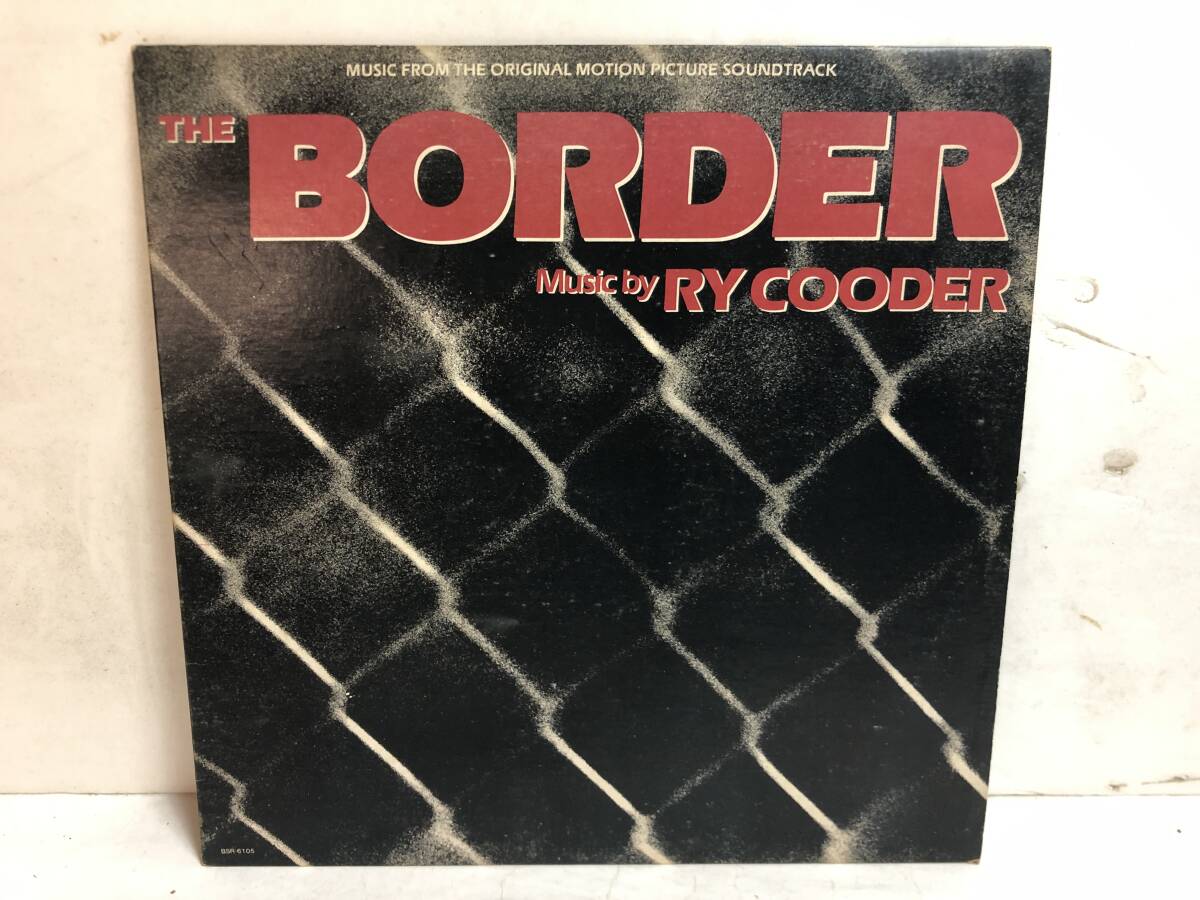 MUSIC FROM THE ORIGINAL MOTION PICTURE SOUNDTRACK
THE BORDER
Music by RY COODER
BSR 6105